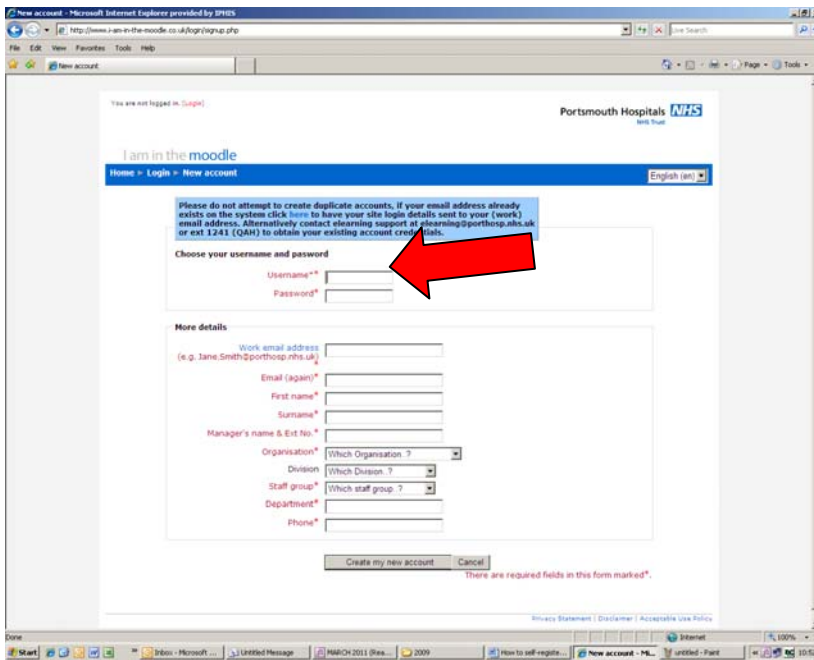 New account - Microsoft Internet Explorer provided by IPHIS
http://www.i-am-in-the-moodle.co.uk/login/signup.php
Live Search
File Edit View Favorites Tools Help
New account
Page Tools
You are not logged in. (Login)
Portsmouth Hospitals NHS
NHS Trust
I am in the moodle
Home ► Login ► New account
English (en)
Please do not attempt to create duplicate accounts, if your email address already
exists on the system click here to have your site login details sent to your (work)
email address. Alternatively contact elearning support at elearning@porthosp.nhs.uk
or ext 1241 (QAH) to obtain your existing account credentials.
Choose your username and pasword
Username**
Password*
More details
Work email address
(e.g. Jane.Smith@porthosp.nhs.uk)
*
Email (again)*
First name*
Surname*
Manager's name & Ext No.*
Organisation* Which Organisation..?
Division Which Division..?
Staff group* Which staff group..?
Department*
Phone*
Create my new account Cancel
There are required fields in this form marked*.
Privacy Statement | Disclaimer | Acceptable Use Policy
Done Internet 100%
Start Inbox - Microsoft ... Untitled Message MARCH 2011 (Rea... 2009 How to self-registe... New account - Mi... untitled - Paint